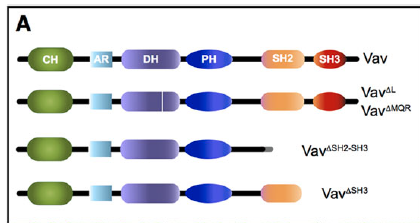 A
CH AR DH PH SH2 SH3 Vav
Vav^ΔL
Vav^ΔMQR
Vav^ΔSH2-SH3
Vav^ΔSH3